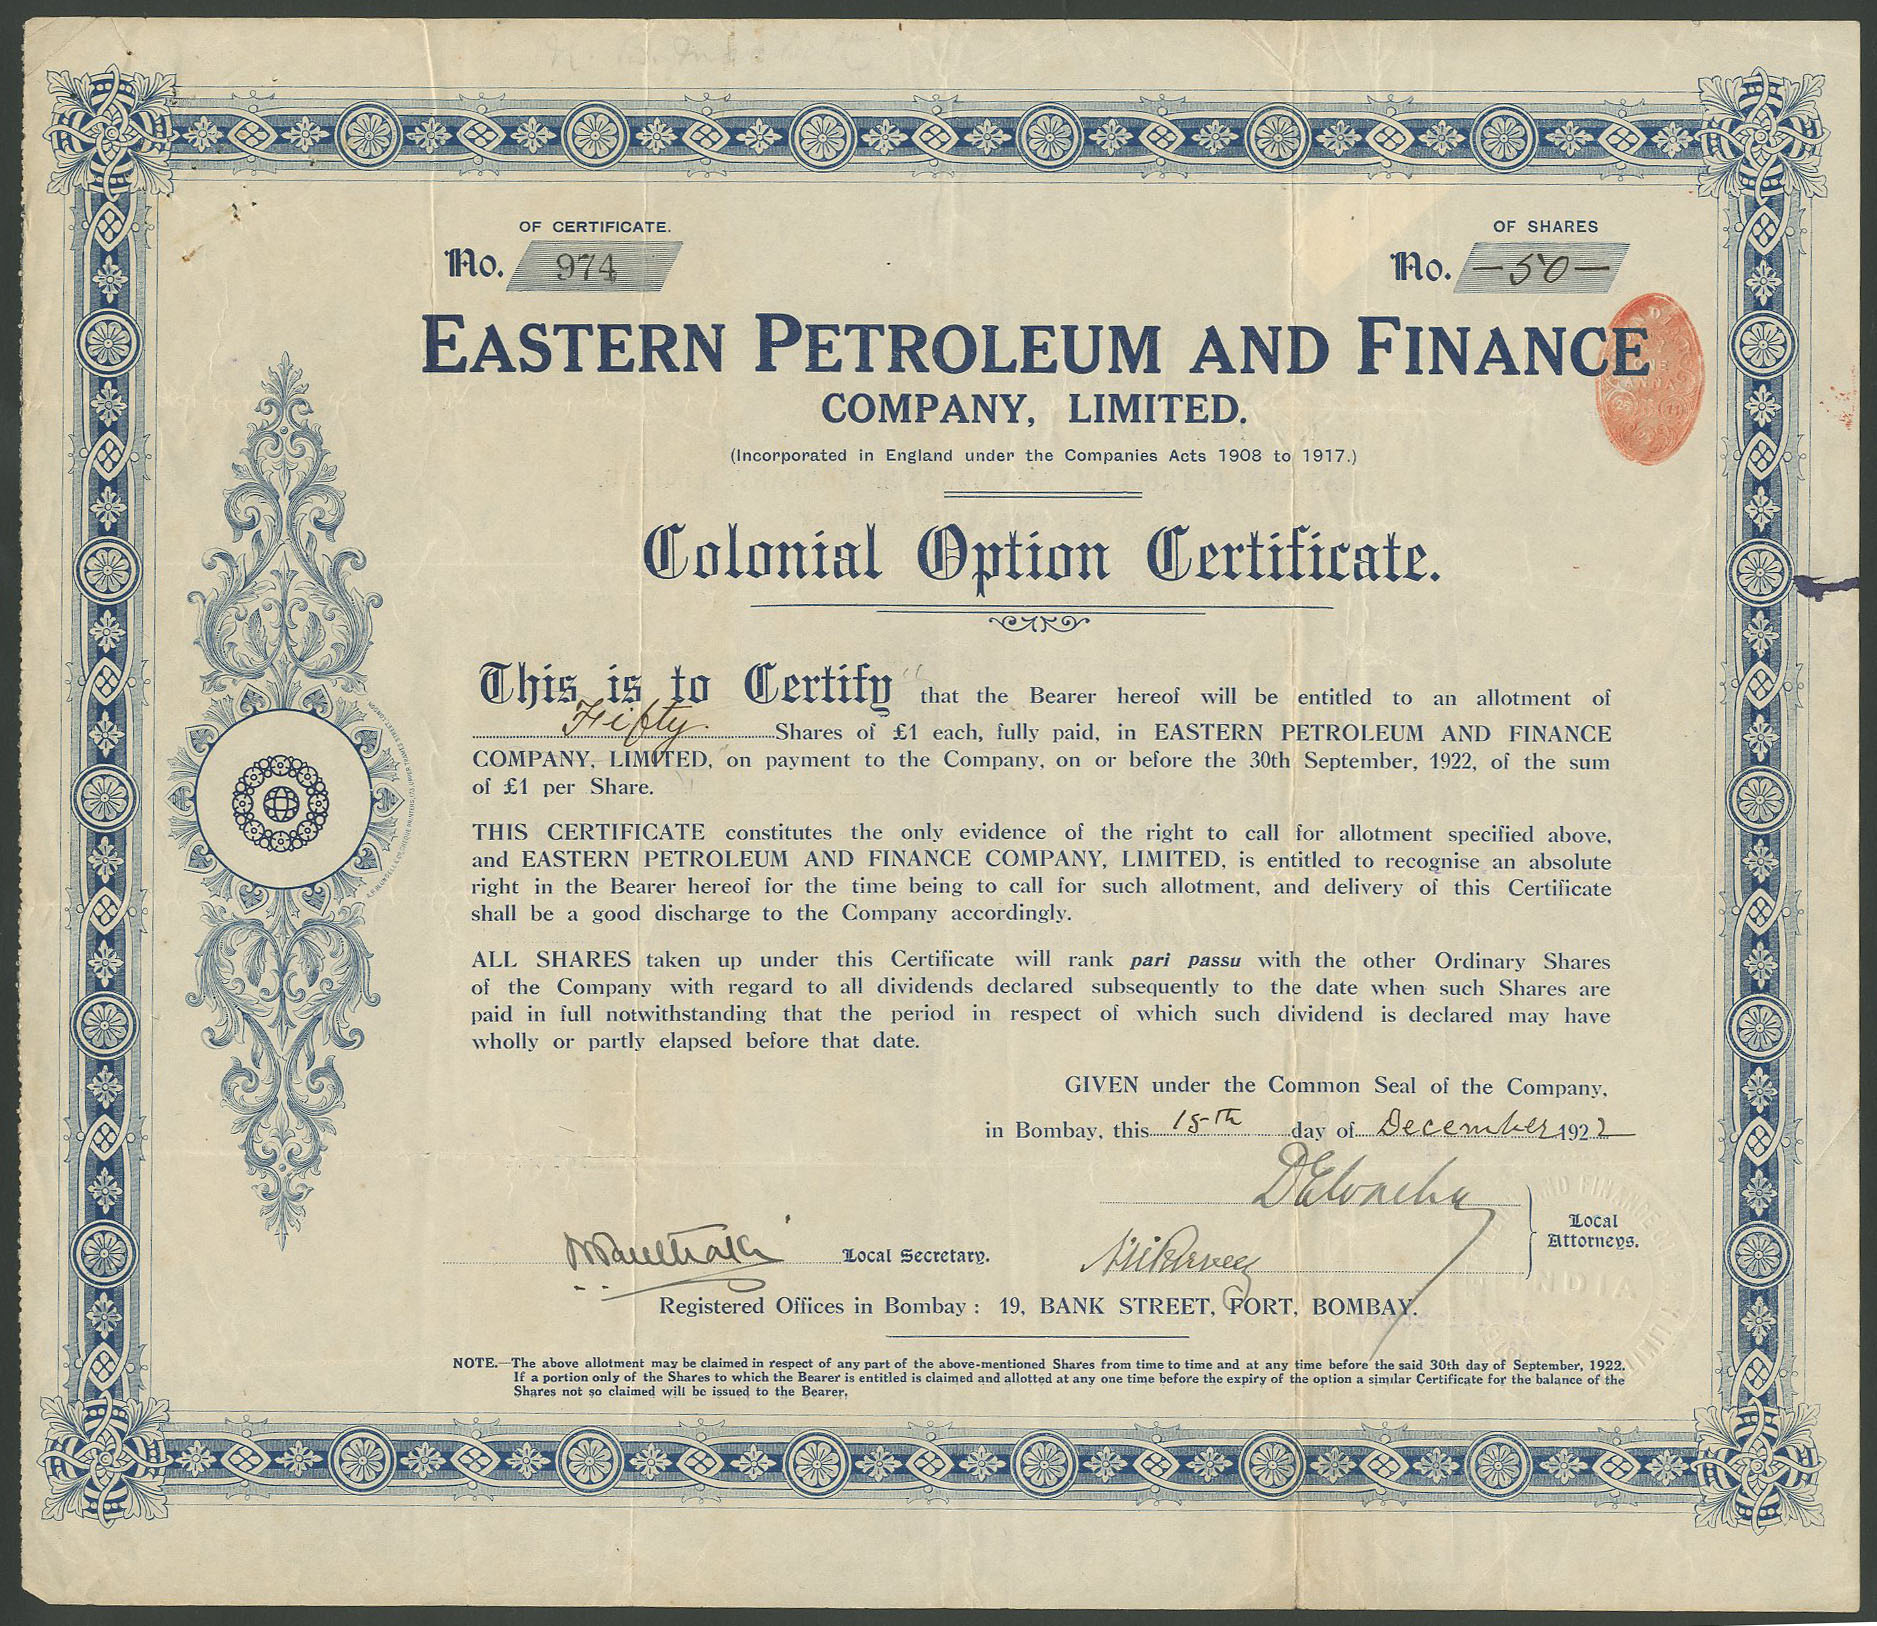 OF CERTIFICATE.
No. 974
OF SHARES
No. —50—
EASTERN PETROLEUM AND FINANCE
COMPANY, LIMITED.
INDIA
ONE
ANNA
(Incorporated in England under the Companies Acts 1908 to 1917.)
Colonial Option Certificate.
This is to Certify that the Bearer hereof will be entitled to an allotment of
Fifty Shares of £1 each, fully paid, in EASTERN PETROLEUM AND FINANCE
COMPANY, LIMITED, on payment to the Company, on or before the 30th September, 1922, of the sum
of £1 per Share.
THIS CERTIFICATE constitutes the only evidence of the right to call for allotment specified above,
and EASTERN PETROLEUM AND FINANCE COMPANY, LIMITED, is entitled to recognise an absolute
right in the Bearer hereof for the time being to call for such allotment, and delivery of this Certificate
shall be a good discharge to the Company accordingly.
ALL SHARES taken up under this Certificate will rank pari passu with the other Ordinary Shares
of the Company with regard to all dividends declared subsequently to the date when such Shares are
paid in full notwithstanding that the period in respect of which such dividend is declared may have
wholly or partly elapsed before that date.
GIVEN under the Common Seal of the Company,
in Bombay, this 15th day of December 1922
Local
Attorneys.
Local Secretary.
AND FINANCE CO
INDIA
Registered Offices in Bombay : 19, BANK STREET, FORT, BOMBAY.
NOTE.—The above allotment may be claimed in respect of any part of the above-mentioned Shares from time to time and at any time before the said 30th day of September, 1922.
If a portion only of the Shares to which the Bearer is entitled is claimed and allotted at any one time before the expiry of the option a similar Certificate for the balance of the
Shares not so claimed will be issued to the Bearer.